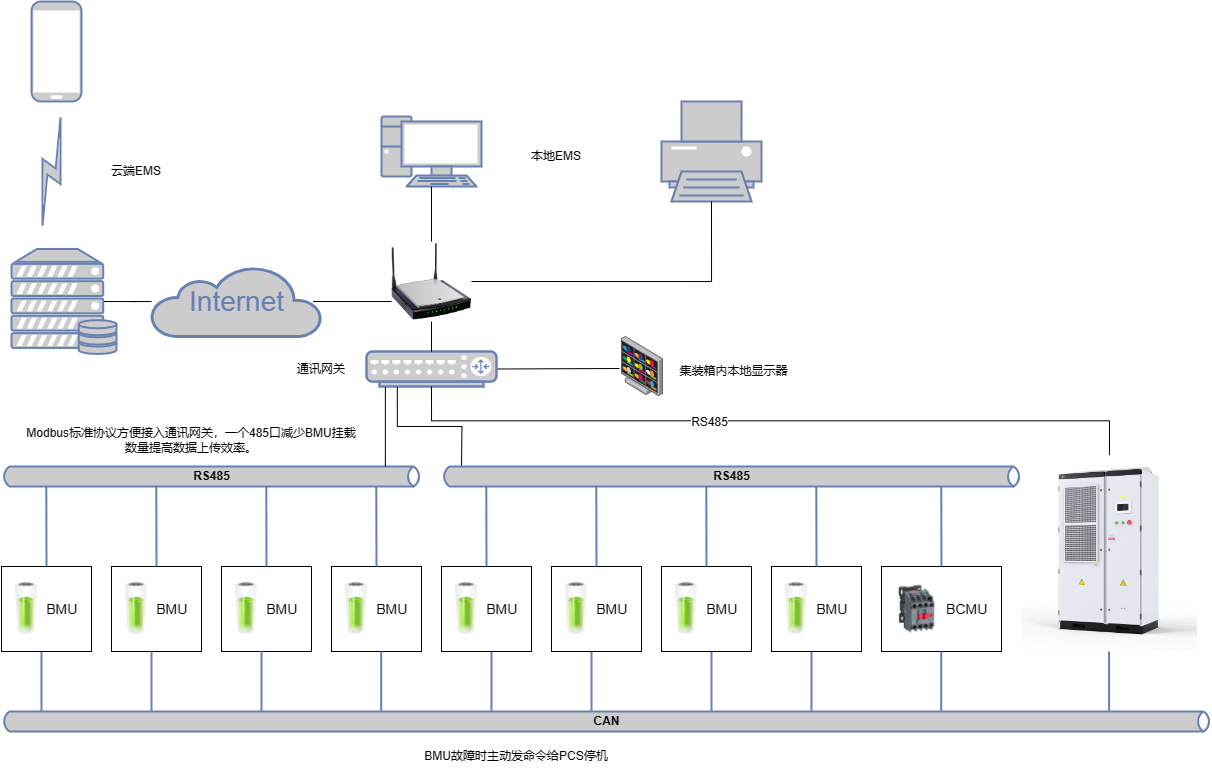 云端EMS
本地EMS
Internet
通讯网关
集装箱内本地显示器
RS485
Modbus标准协议方便接入通讯网关，一个485口减少BMU挂载
数量提高数据上传效率。
RS485
RS485
BMU
BMU
BMU
BMU
BMU
BMU
BMU
BMU
BCMU
CAN
BMU故障时主动发命令给PCS停机